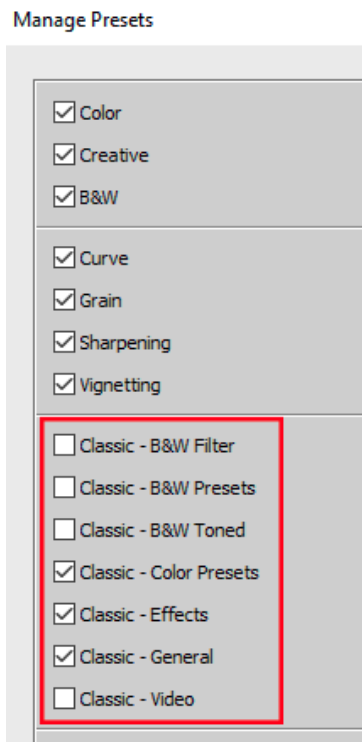 Manage Presets
Color
Creative
B&W
Curve
Grain
Sharpening
Vignetting
Classic - B&W Filter
Classic - B&W Presets
Classic - B&W Toned
Classic - Color Presets
Classic - Effects
Classic - General
Classic - Video